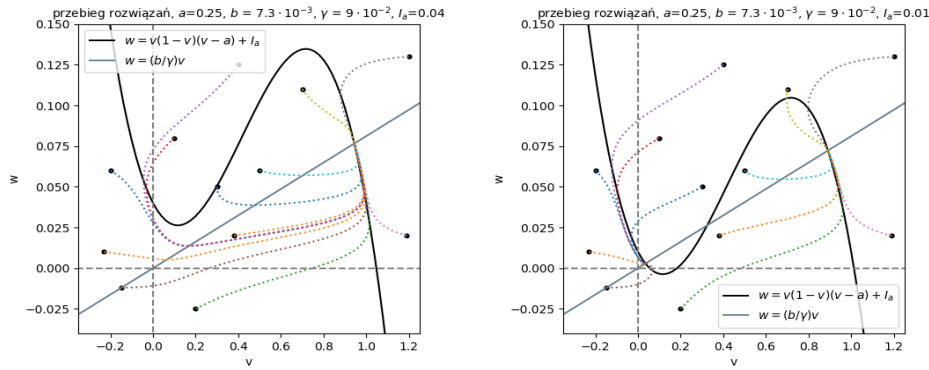 przebieg rozwiązań, a=0.25, b = 7.3·10⁻³, γ = 9·10⁻², Iₐ=0.04
0.150
0.125
0.100
0.075
0.050
0.025
0.000
−0.025
w
w = v(1−v)(v−a)+Iₐ
w = (b/γ)v
−0.2 0.0 0.2 0.4 0.6 0.8 1.0 1.2
v
przebieg rozwiązań, a=0.25, b = 7.3·10⁻³, γ = 9·10⁻², Iₐ=0.01
0.150
0.125
0.100
0.075
0.050
0.025
0.000
−0.025
w
w = v(1−v)(v−a)+Iₐ
w = (b/γ)v
−0.2 0.0 0.2 0.4 0.6 0.8 1.0 1.2
v